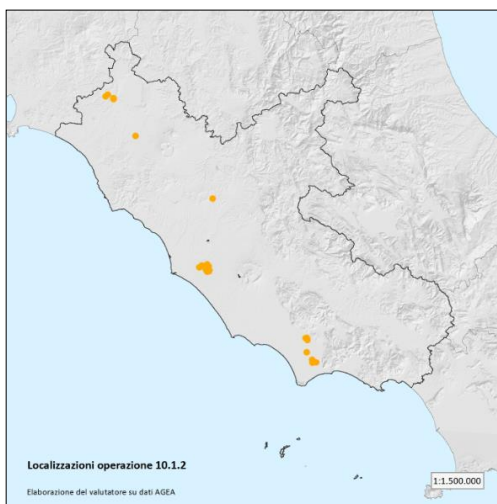 Localizzazioni operazione 10.1.2
1:1.500.000
Elaborazione del valutatore su dati AGEA